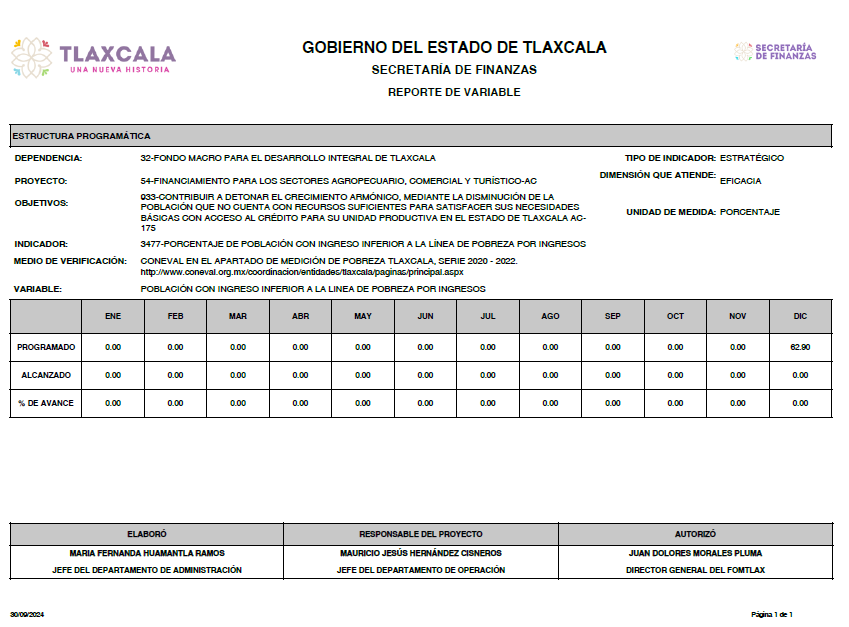 TLAXCALA
UNA NUEVA HISTORIA
GOBIERNO DEL ESTADO DE TLAXCALA
SECRETARÍA DE FINANZAS
REPORTE DE VARIABLE
SECRETARÍA
DE FINANZAS
ESTRUCTURA PROGRAMÁTICA
DEPENDENCIA: 32-FONDO MACRO PARA EL DESARROLLO INTEGRAL DE TLAXCALA TIPO DE INDICADOR: ESTRATÉGICO
PROYECTO: 54-FINANCIAMIENTO PARA LOS SECTORES AGROPECUARIO, COMERCIAL Y TURÍSTICO-AC DIMENSIÓN QUE ATIENDE: EFICACIA
OBJETIVOS: 933-CONTRIBUIR A DETONAR EL CRECIMIENTO ARMÓNICO, MEDIANTE LA DISMINUCIÓN DE LA
POBLACIÓN QUE NO CUENTA CON RECURSOS SUFICIENTES PARA SATISFACER SUS NECESIDADES
BÁSICAS CON ACCESO AL CRÉDITO PARA SU UNIDAD PRODUCTIVA EN EL ESTADO DE TLAXCALA AC-
175
UNIDAD DE MEDIDA: PORCENTAJE
INDICADOR: 3477-PORCENTAJE DE POBLACIÓN CON INGRESO INFERIOR A LA LÍNEA DE POBREZA POR INGRESOS
MEDIO DE VERIFICACIÓN: CONEVAL EN EL APARTADO DE MEDICIÓN DE POBREZA TLAXCALA, SERIE 2020 - 2022.
http://www.coneval.org.mx/coordinacion/entidades/tlaxcala/paginas/principal.aspx
VARIABLE: POBLACIÓN CON INGRESO INFERIOR A LA LINEA DE POBREZA POR INGRESOS
ENE FEB MAR ABR MAY JUN JUL AGO SEP OCT NOV DIC
PROGRAMADO 0.00 0.00 0.00 0.00 0.00 0.00 0.00 0.00 0.00 0.00 0.00 62.90
ALCANZADO 0.00 0.00 0.00 0.00 0.00 0.00 0.00 0.00 0.00 0.00 0.00 0.00
% DE AVANCE 0.00 0.00 0.00 0.00 0.00 0.00 0.00 0.00 0.00 0.00 0.00 0.00
ELABORÓ RESPONSABLE DEL PROYECTO AUTORIZÓ
MARIA FERNANDA HUAMANTLA RAMOS MAURICIO JESÚS HERNÁNDEZ CISNEROS JUAN DOLORES MORALES PLUMA
JEFE DEL DEPARTAMENTO DE ADMINISTRACIÓN JEFE DEL DEPARTAMENTO DE OPERACIÓN DIRECTOR GENERAL DEL FOMTLAX
30/09/2024 Página 1 de 1